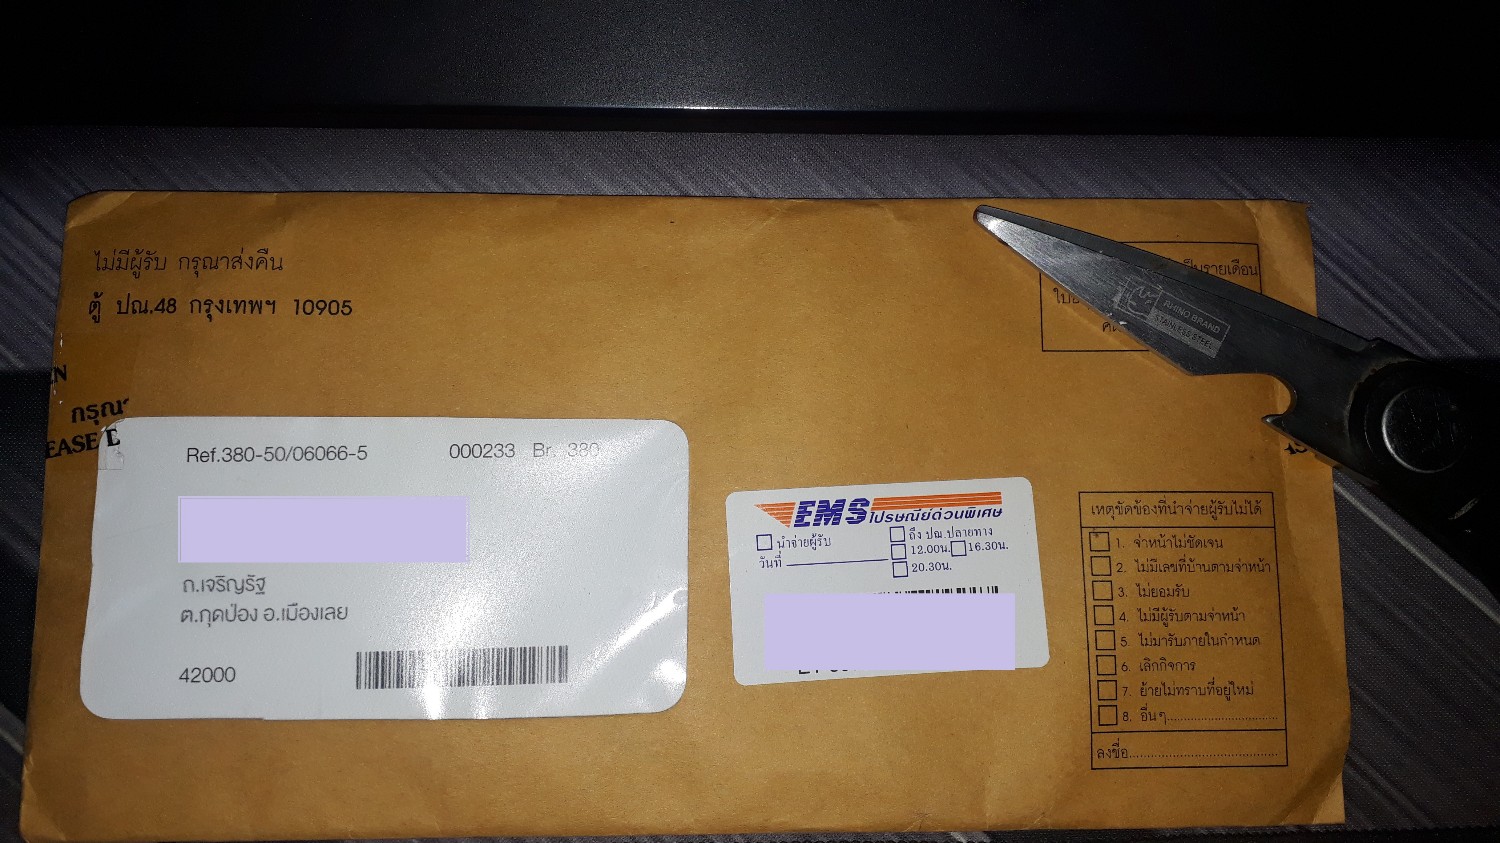 ไม่มีผู้รับ กรุณาส่งคืน
ตู้ ปณ.48 กรุงเทพฯ 10905
เป็นรายเดือน
RHINO BRAND
STAINLESS STEEL
EN
กรุณา
EASE
Ref.380-50/06066-5 000233 Br. 380
ถ.เจริญรัฐ
ต.กุดป่อง อ.เมืองเลย
42000
EMS ไปรษณีย์ด่วนพิเศษ
นำจ่ายผู้รับ
วันที่
ถึง ปณ.ปลายทาง
12.00น. 16.30น.
20.30น.
เหตุขัดข้องที่นำจ่ายผู้รับไม่ได้
1. จ่าหน้าไม่ชัดเจน
2. ไม่มีเลขที่บ้านตามจ่าหน้า
3. ไม่ยอมรับ
4. ไม่มีผู้รับตามจ่าหน้า
5. ไม่มารับภายในกำหนด
6. เลิกกิจการ
7. ย้ายไม่ทราบที่อยู่ใหม่
8. อื่นๆ
ลงชื่อ